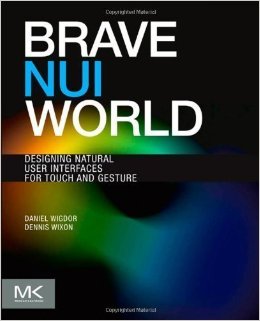 BRAVE
NUI
WORLD
DESIGNING NATURAL
USER INTERFACES
FOR TOUCH AND GESTURE
DANIEL WIGDOR
DENNIS WIXON
MK